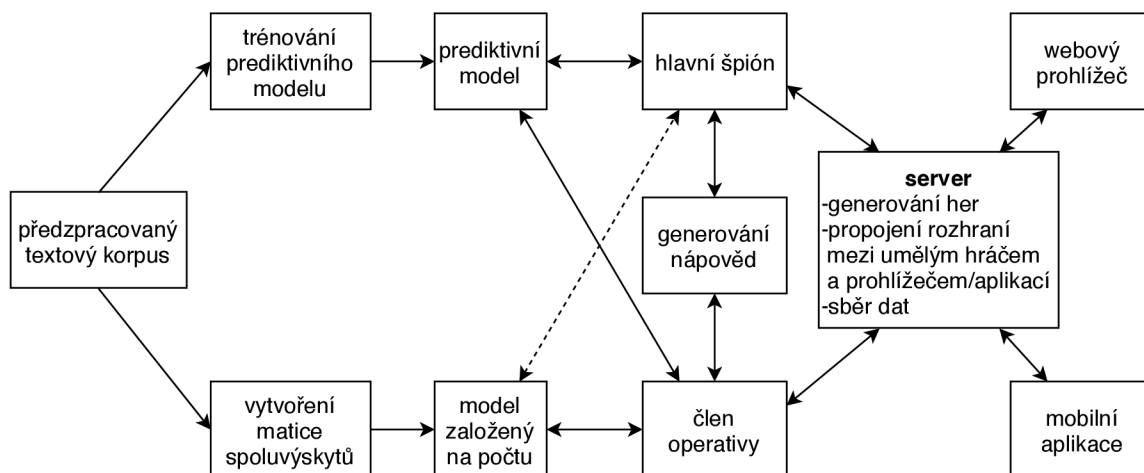 trénování
prediktivního
modelu
prediktivní
model
hlavní špión
webový
prohlížeč
předzpracovaný
textový korpus
generování
nápověd
server
-generování her
-propojení rozhraní
mezi umělým hráčem
a prohlížečem/aplikací
-sběr dat
vytvoření
matice
spoluvýskytů
model
založený
na počtu
člen
operativy
mobilní
aplikace